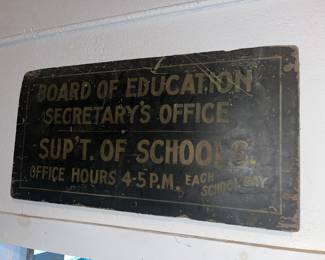 BOARD OF EDUCATION
SECRETARY'S OFFICE
SUP'T. OF SCHOOLS.
OFFICE HOURS 4-5 P.M. EACH
SCHOOL DAY